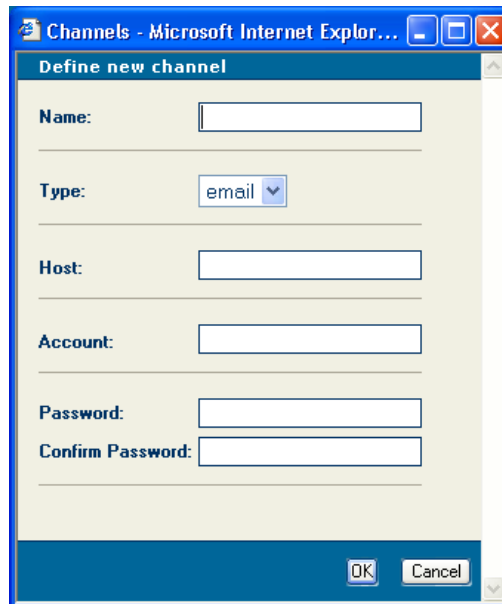 Channels - Microsoft Internet Explor...
Define new channel
Name:
Type: email
Host:
Account:
Password:
Confirm Password:
OK Cancel